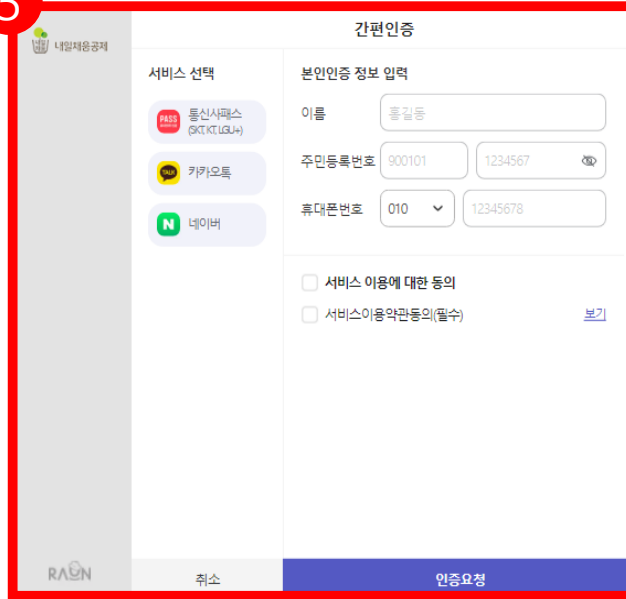 5
내일채움공제
간편인증
서비스 선택
PASS
통신사패스
(SKT, KT, LGU+)
TALK
카카오톡
N
네이버
본인인증 정보 입력
이름
홍길동
주민등록번호
900101
1234567
휴대폰번호
010
12345678
서비스 이용에 대한 동의
서비스이용약관동의(필수)
보기
RAON
취소
인증요청